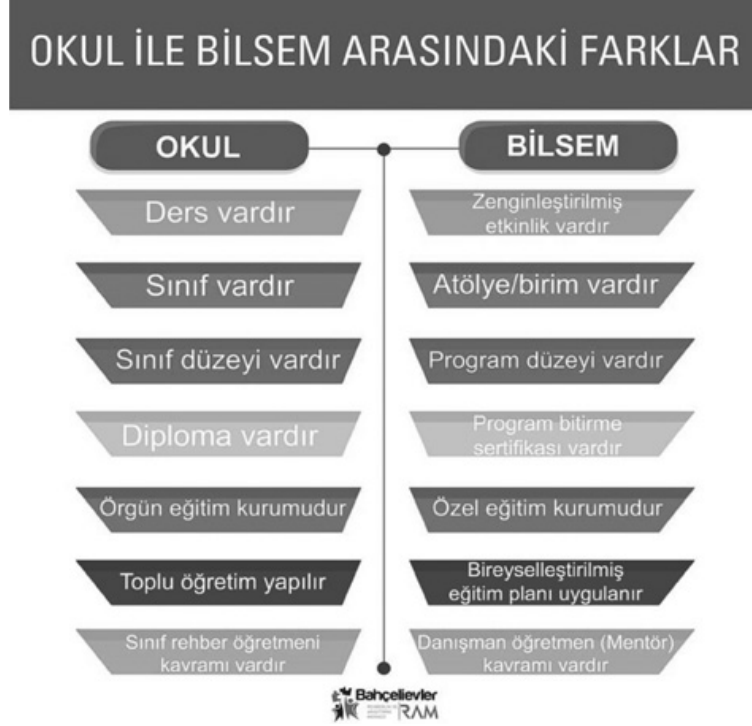 OKUL İLE BİLSEM ARASINDAKİ FARKLAR
OKUL
BİLSEM
Ders vardır
Zenginleştirilmiş
etkinlik vardır
Sınıf vardır
Atölye/birim vardır
Sınıf düzeyi vardır
Program düzeyi vardır
Diploma vardır
Program bitirme
sertifikası vardır
Örgün eğitim kurumudur
Özel eğitim kurumudur
Toplu öğretim yapılır
Bireyselleştirilmiş
eğitim planı uygulanır
Sınıf rehber öğretmeni
kavramı vardır
Danışman öğretmen (Mentör)
kavramı vardır
Bahçelievler
RAM